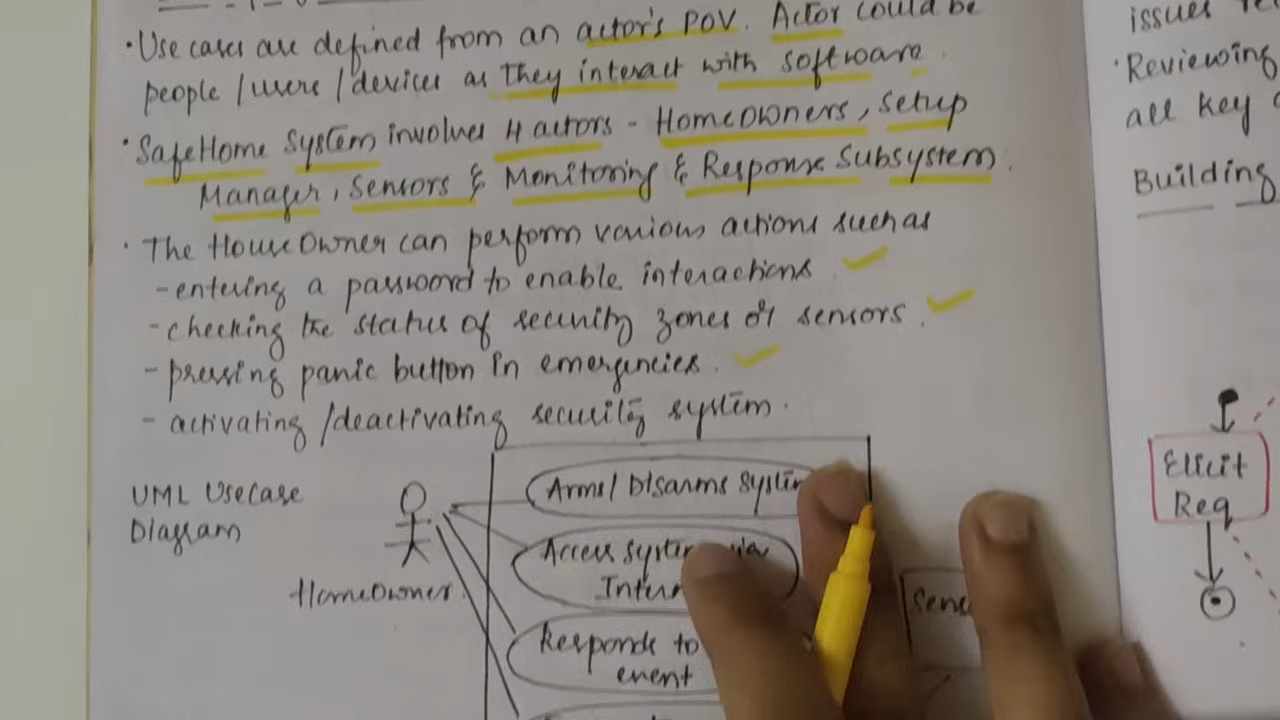 · Use cases are defined from an actor's POV. Actor could be
people/users/devices as they interact with software.
· SafeHome System involves 4 actors - Homeowners, Setup
Manager, Sensors & Monitoring & Response Subsystem.
· The HouseOwner can perform various actions such as
- entering a password to enable interactions.
- checking the status of security zones or sensors.
- pressing panic button in emergencies.
- activating/deactivating security system.
UML UseCase
Diagram
HomeOwner.
Arms/Disarms
Access system via
Responds to
event
issues
· Reviewing
all key
Building
Elicit
Req